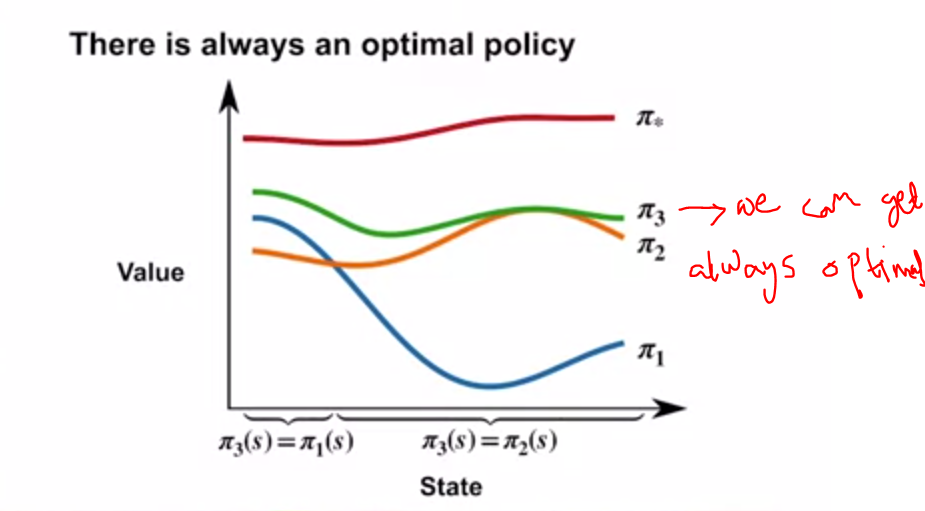 There is always an optimal policy
π*
π3 → we can get
π2 always optimal
Value
π1
π3(s) = π1(s) π3(s) = π2(s)
State